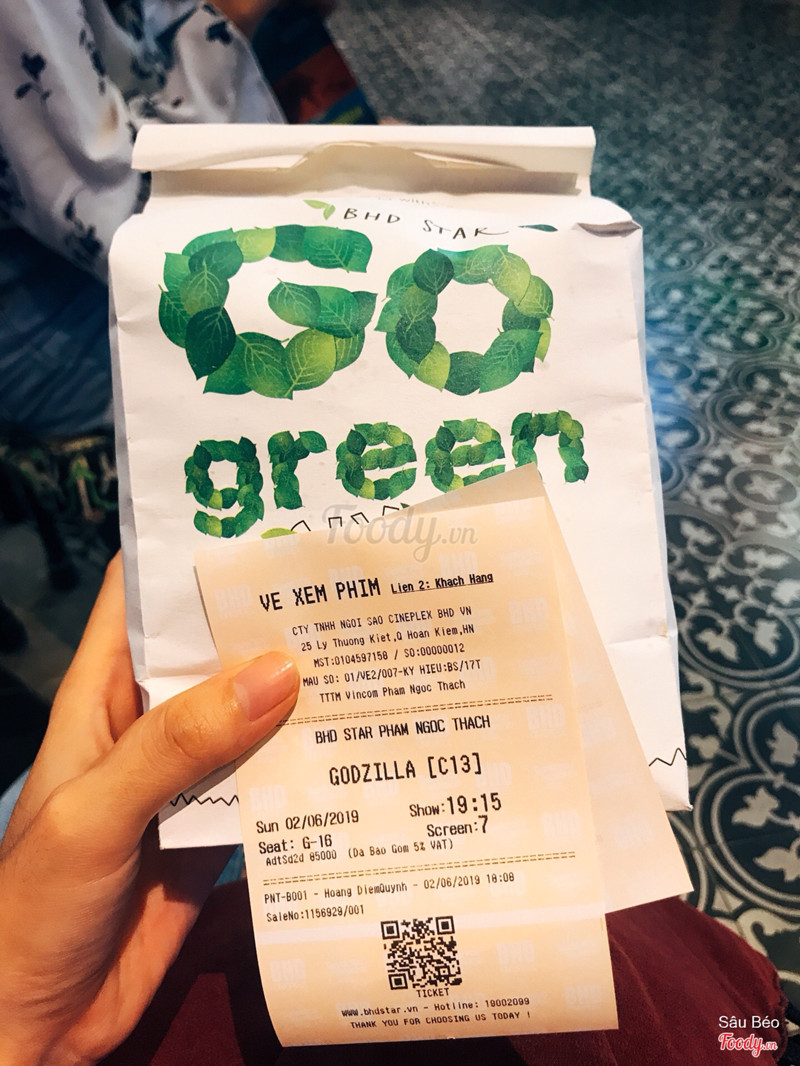 BHD STAR
Go
green
Foody.vn
VE XEM PHIM Lien 2: Khach Hang
CTY TNHH NGOI SAO CINEPLEX BHD VN
25 Ly Thuong Kiet,Q Hoan Kiem,HN
MST:0104597158 / SO:00000012
MAU SO: 01/VE2/007-KY HIEU:BS/17T
TTTM Vincom Pham Ngoc Thach
BHD STAR PHAM NGOC THACH
GODZILLA [C13]
Sun 02/06/2019 Show:19:15
Seat: G-16 Screen:7
AdtSd2d 85000 (Da Bao Gom 5% VAT)
PNT-B001 - Hoang DiemQuynh - 02/06/2019 18:08
SaleNo:1156929/001
TICKET
www.bhdstar.vn - Hotline: 19002099
THANK YOU FOR CHOOSING US TODAY !
Sâu Béo
Foody.vn